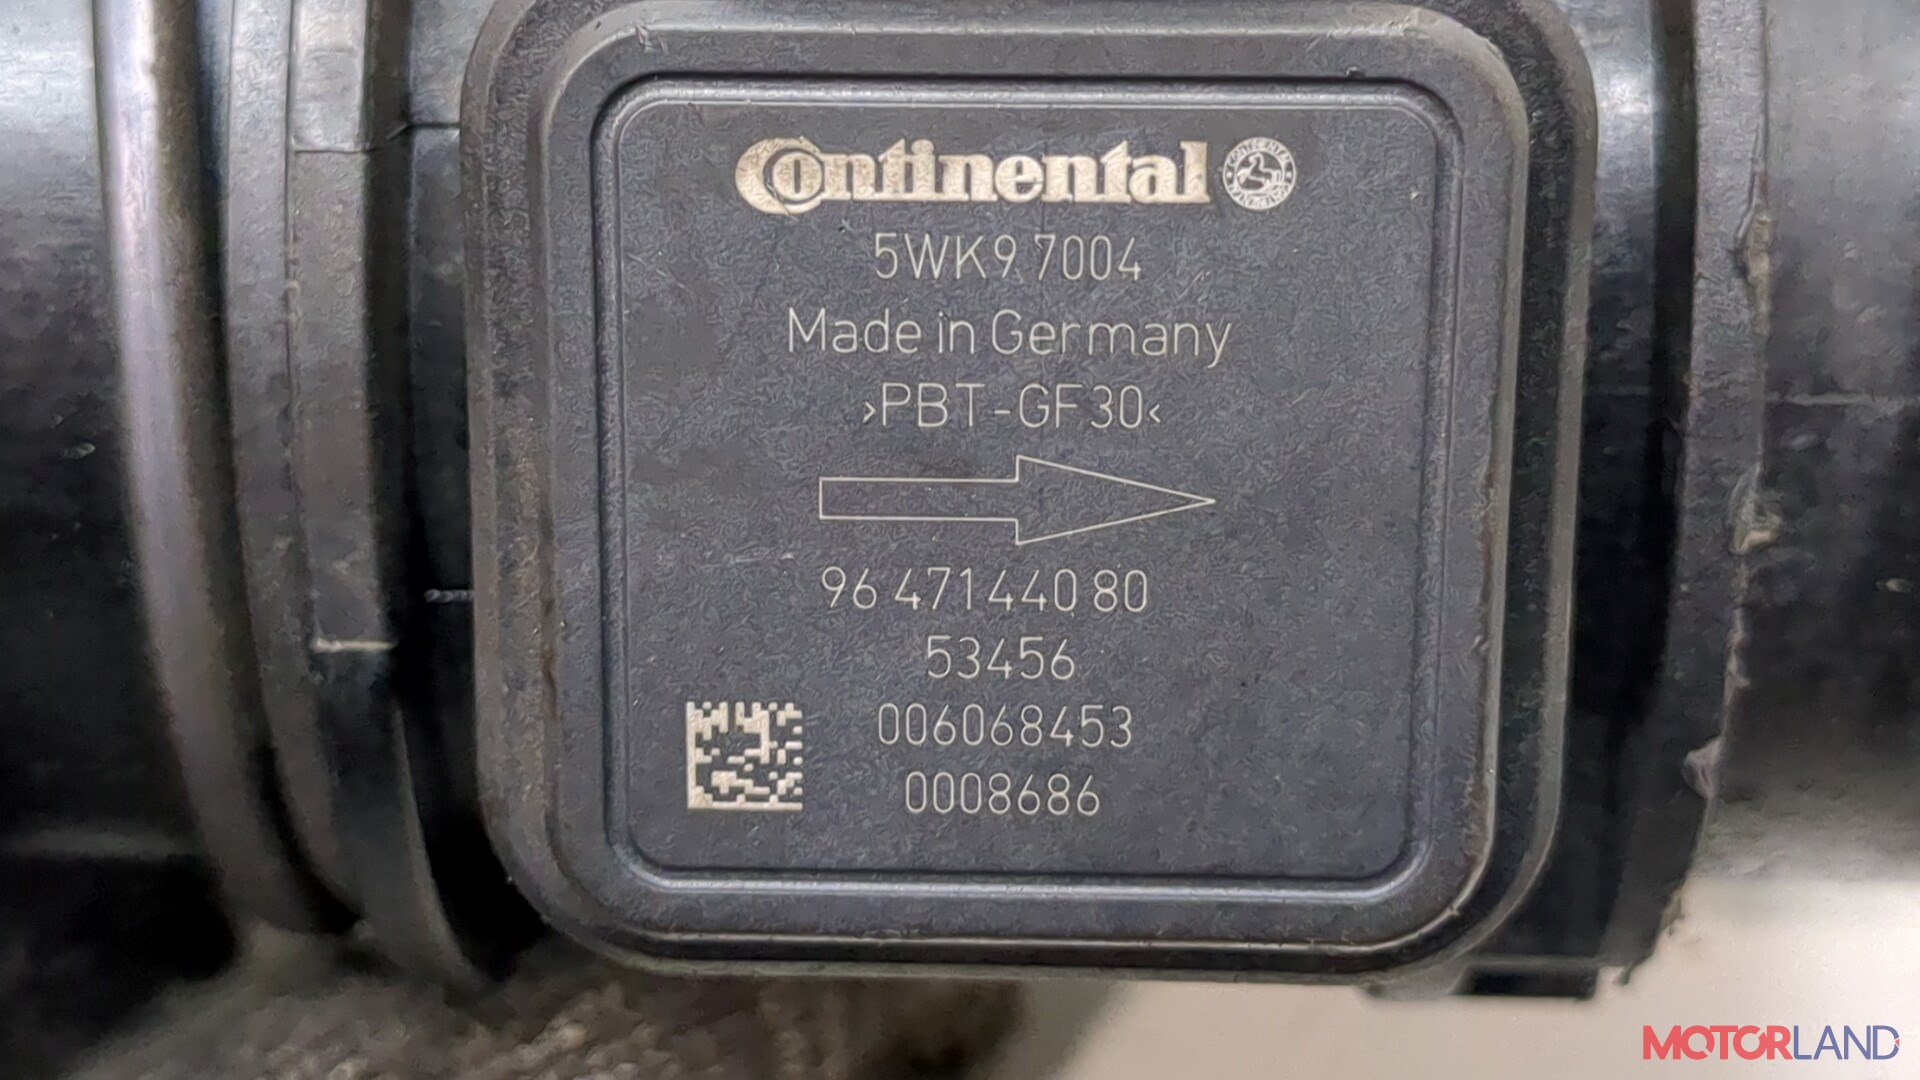 Continental
5WK9 7004
Made in Germany
>PBT-GF30<
96 471440 80
53456
006068453
0008686
MOTORLAND